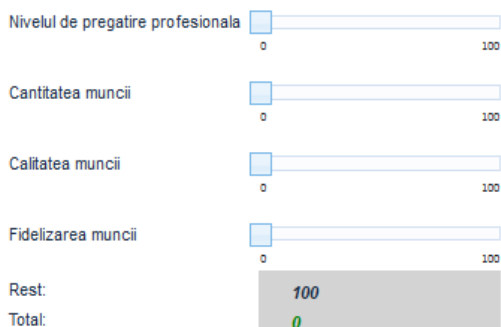 Nivelul de pregatire profesionala
0 100
Cantitatea muncii
0 100
Calitatea muncii
0 100
Fidelizarea muncii
0 100
Rest: 100
Total: 0